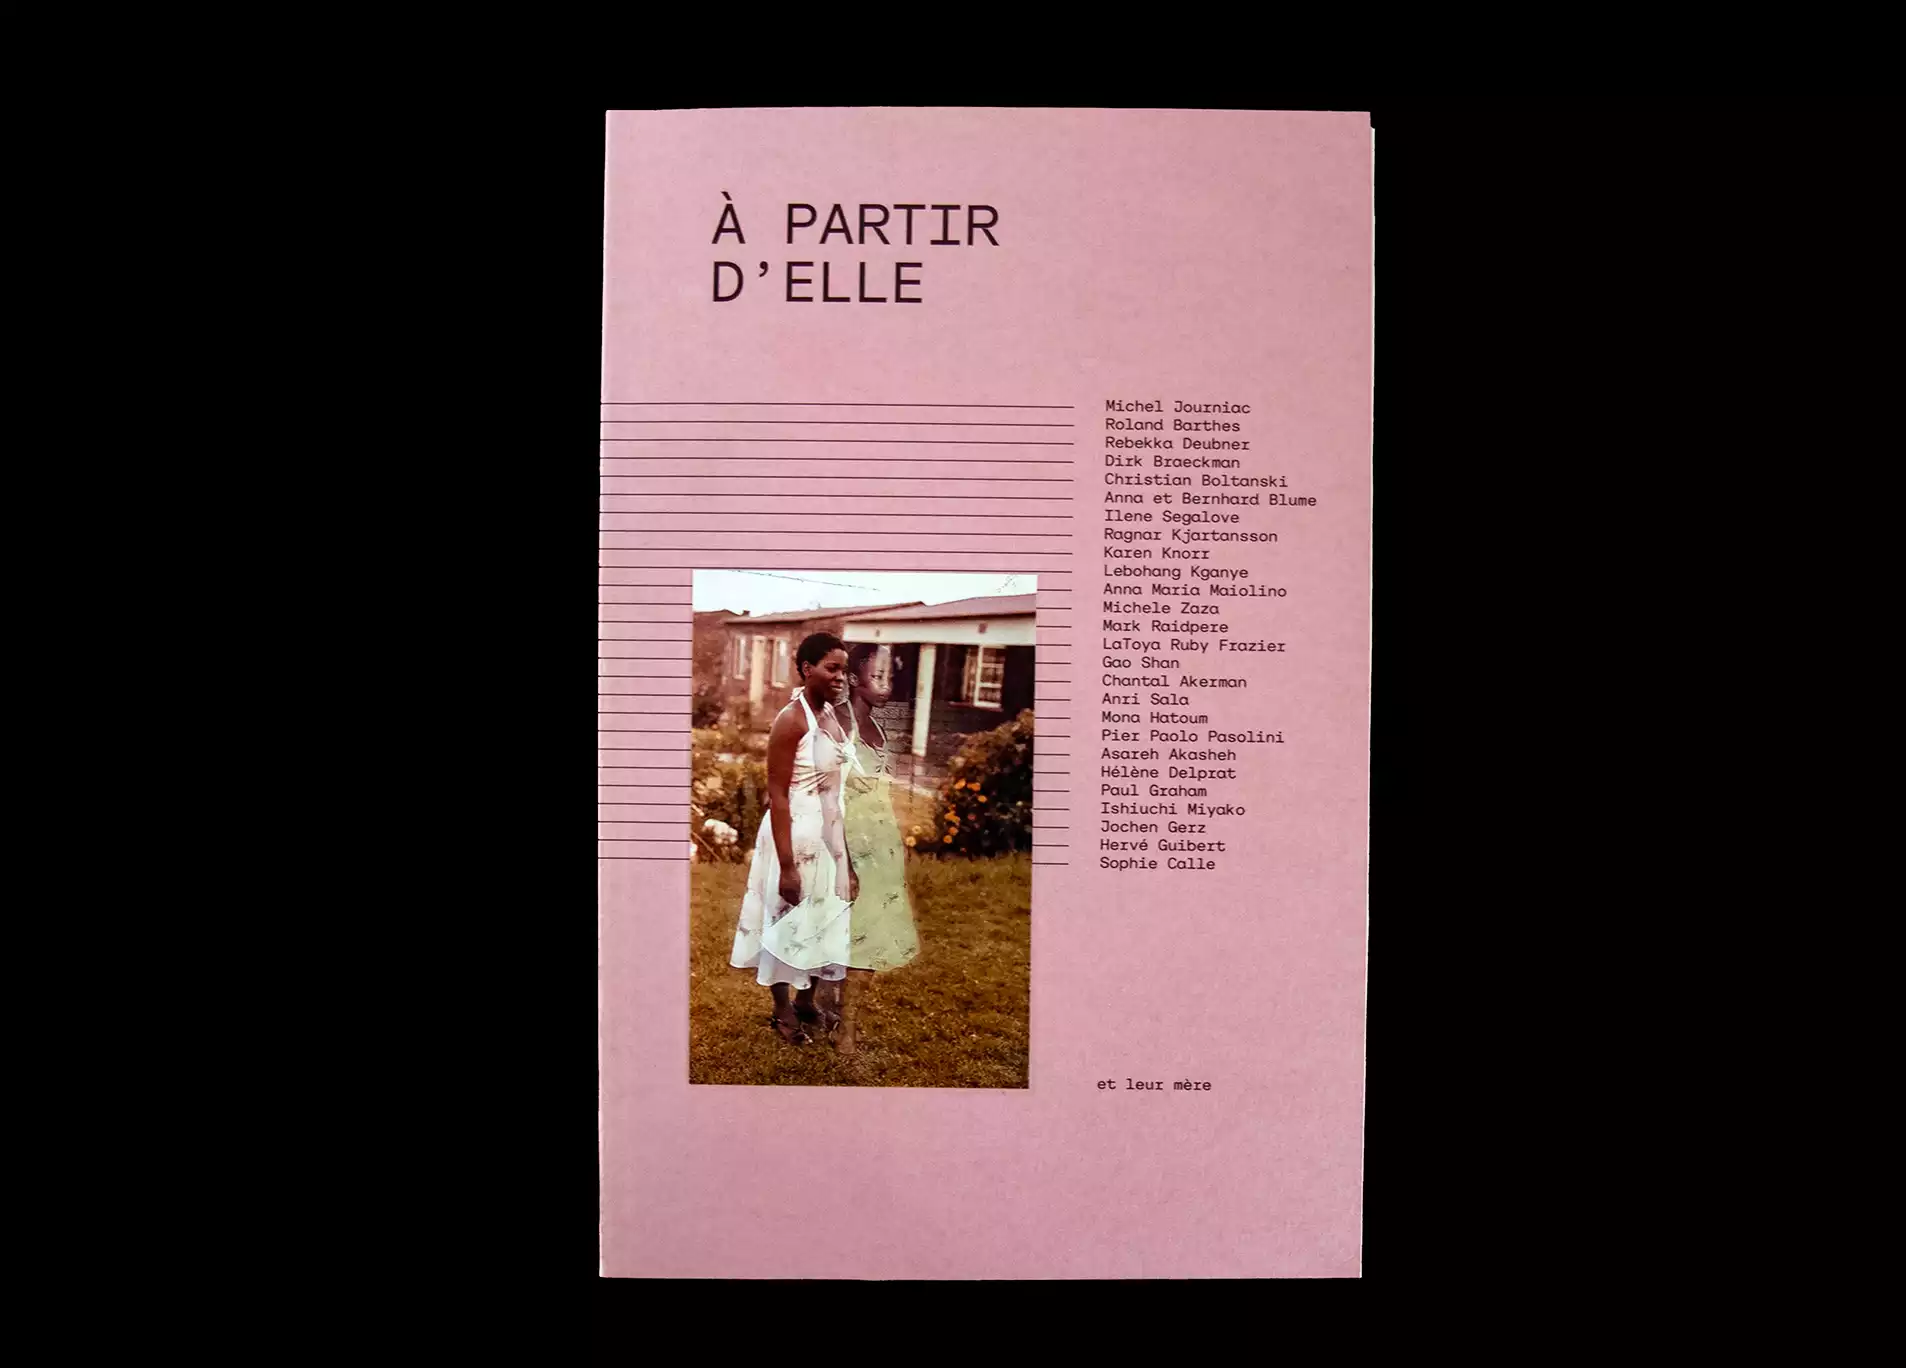 À PARTIR
D’ELLE
Michel Journiac
Roland Barthes
Rebekka Deubner
Dirk Braeckman
Christian Boltanski
Anna et Bernhard Blume
Ilene Segalove
Ragnar Kjartansson
Karen Knorr
Lebohang Kganye
Anna Maria Maiolino
Michele Zaza
Mark Raidpere
LaToya Ruby Frazier
Gao Shan
Chantal Akerman
Anri Sala
Mona Hatoum
Pier Paolo Pasolini
Asareh Akasheh
Hélène Delprat
Paul Graham
Ishiuchi Miyako
Jochen Gerz
Hervé Guibert
Sophie Calle
et leur mère